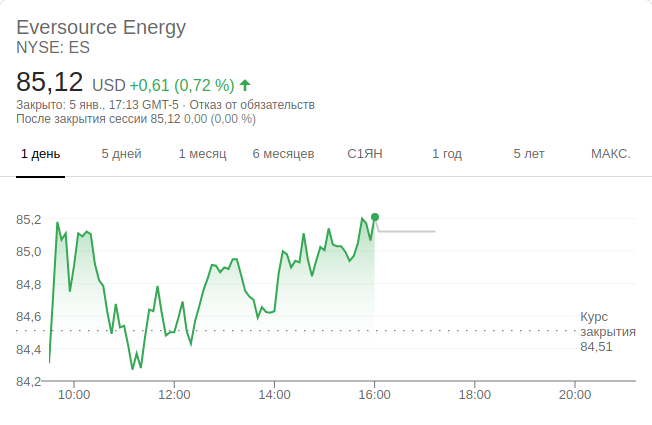 Eversource Energy
NYSE: ES
85,12 USD +0,61 (0,72 %)
Закрыто: 5 янв., 17:13 GMT-5 · Отказ от обязательств
После закрытия сессии 85,12 0,00 (0,00 %)
1 день 5 дней 1 месяц 6 месяцев С1ЯН 1 год 5 лет МАКС.
85,2
85,0
84,8
84,6
84,4
84,2
Курс
закрытия
84,51
10:00 12:00 14:00 16:00 18:00 20:00